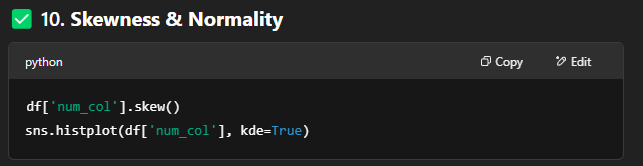 ✅ 10. Skewness & Normality
python
Copy
Edit
df['num_col'].skew()
sns.histplot(df['num_col'], kde=True)